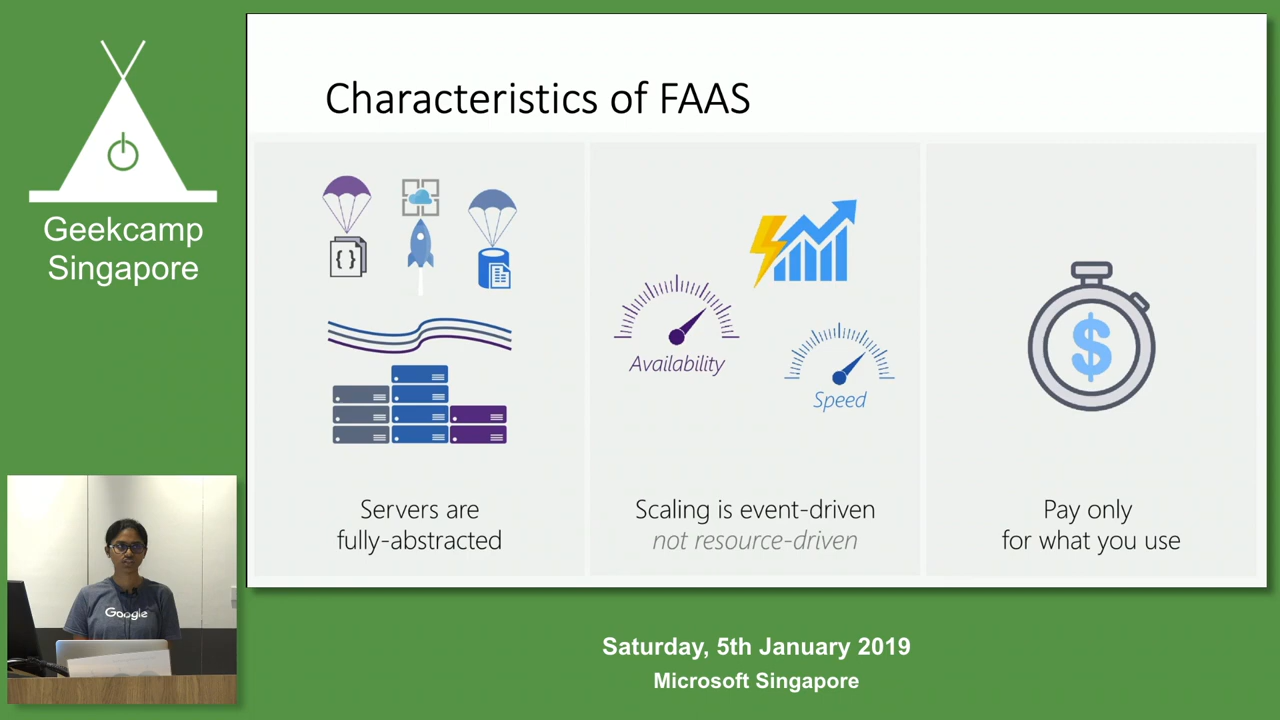 Geekcamp
Singapore
Characteristics of FAAS
{ }
Availability
Speed
$
Servers are
fully-abstracted
Scaling is event-driven
not resource-driven
Pay only
for what you use
Google
Saturday, 5th January 2019
Microsoft Singapore